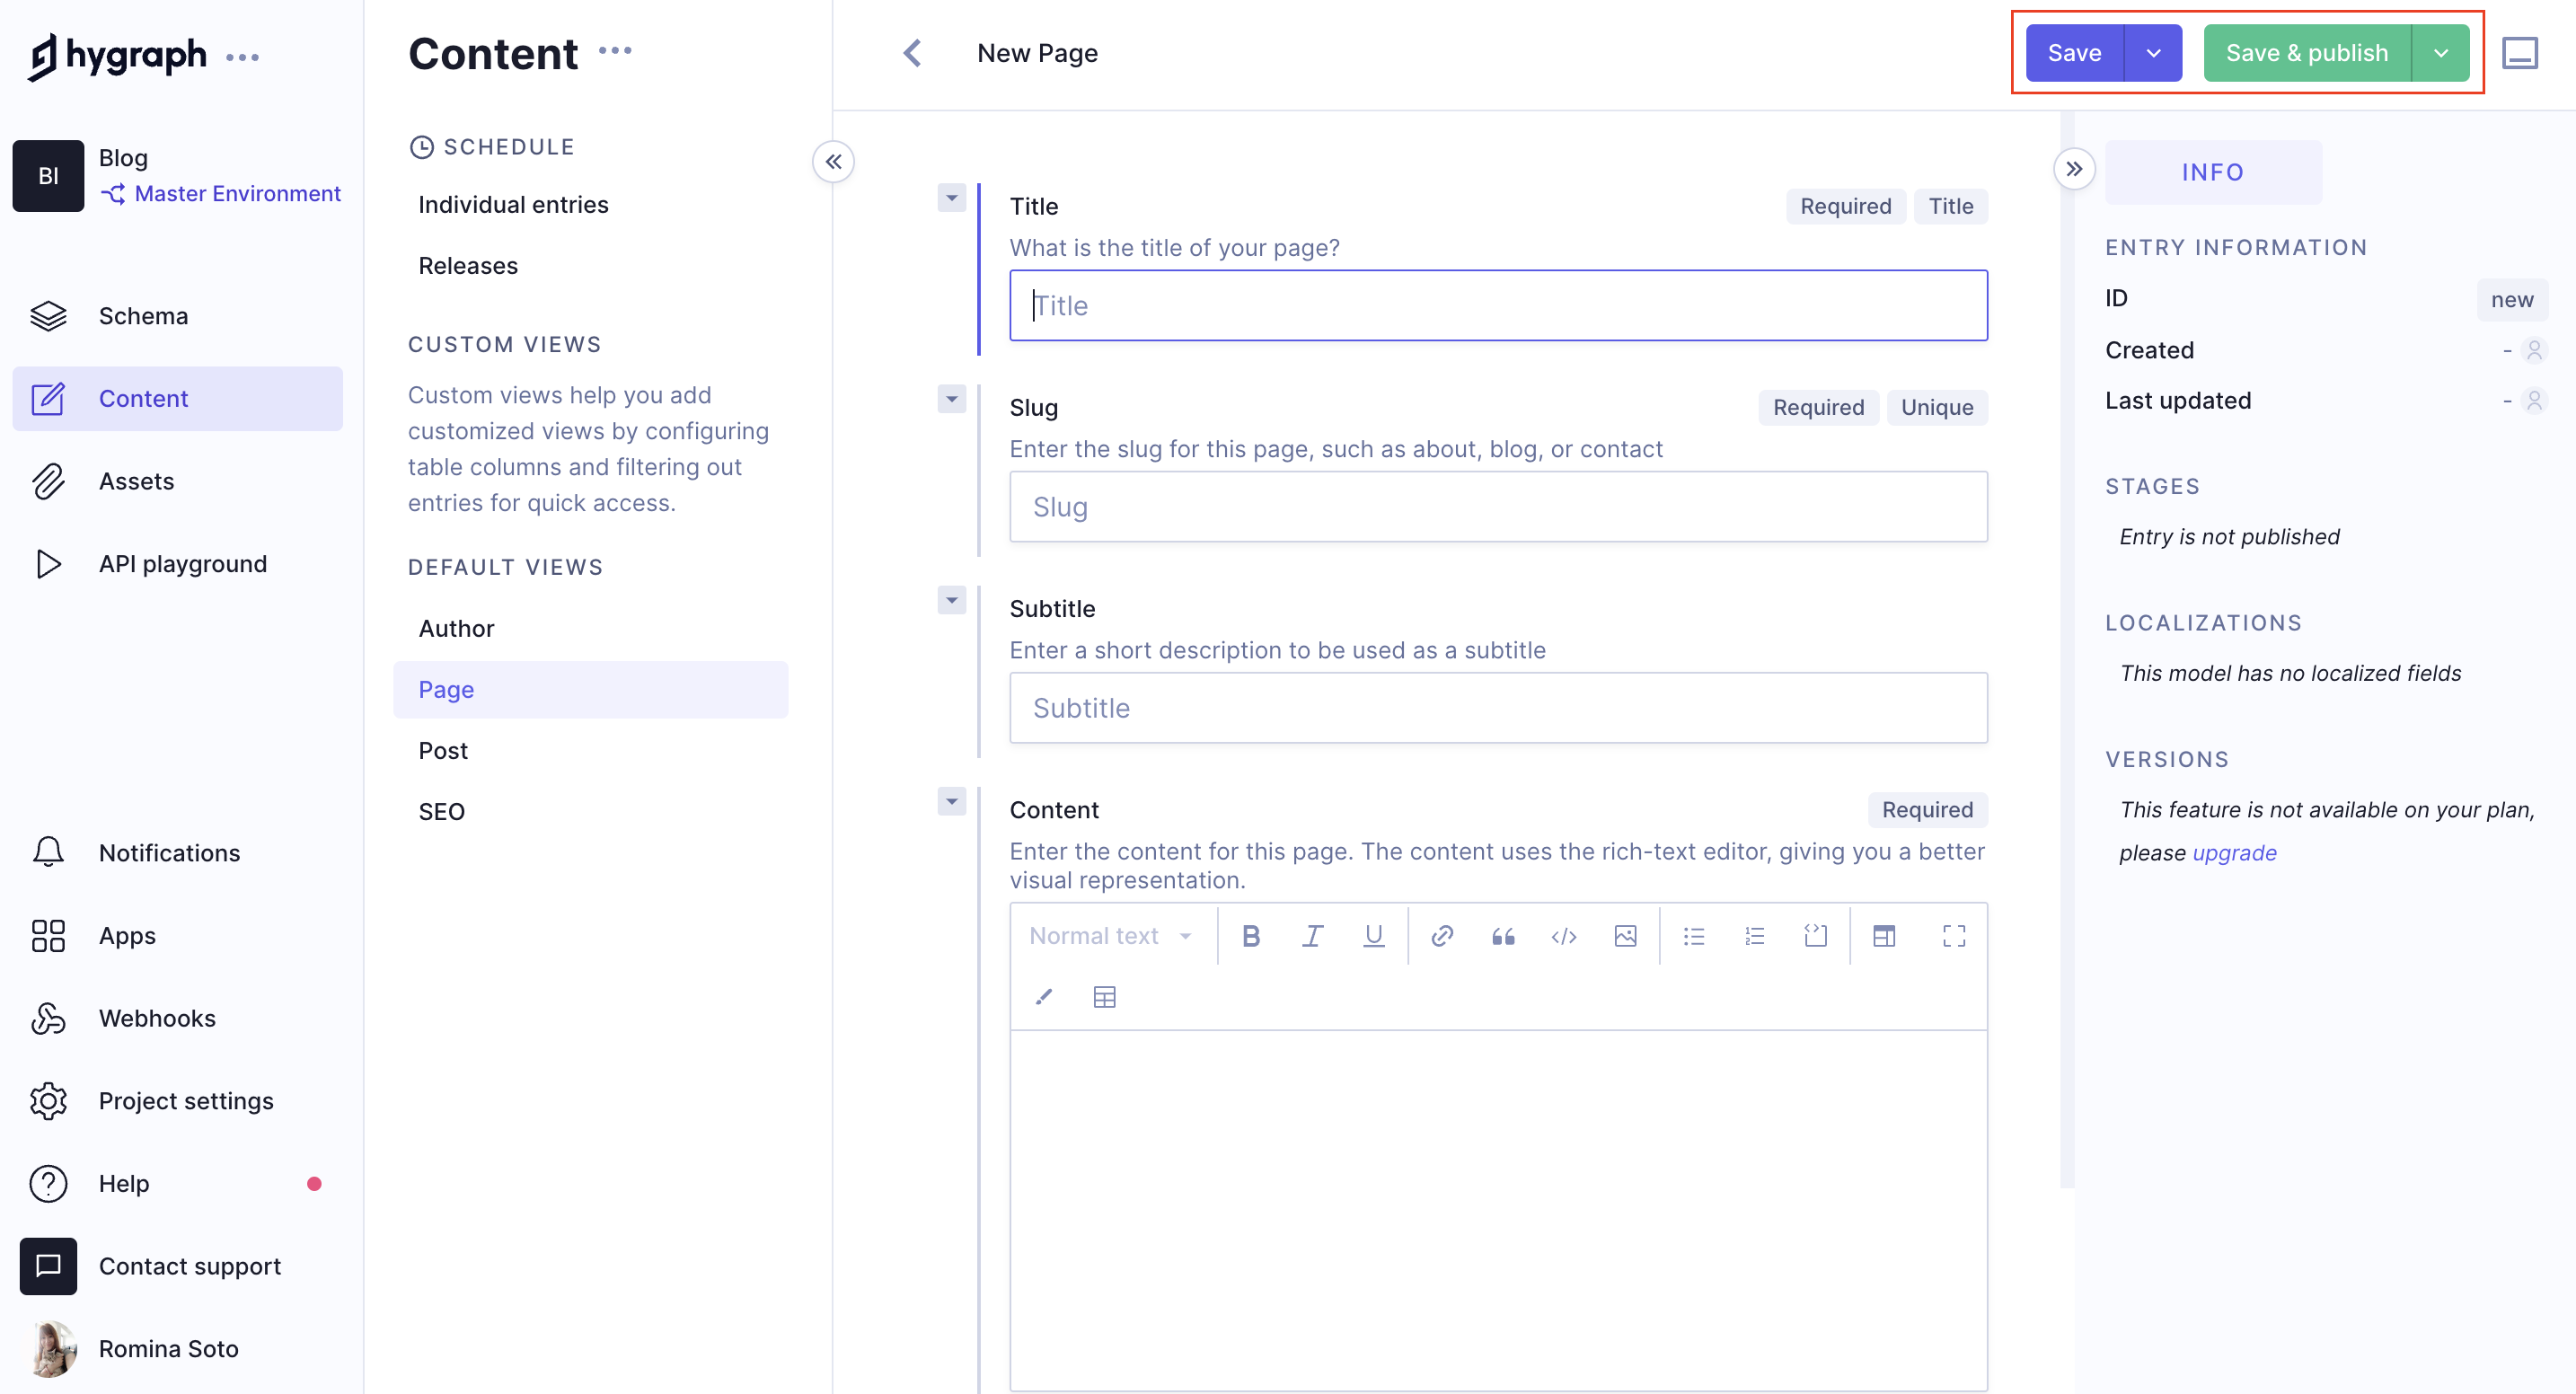 hygraph
BI
Blog
Master Environment
Schema
Content
Assets
API playground
Notifications
Apps
Webhooks
Project settings
Help
Contact support
Romina Soto
Content
SCHEDULE
Individual entries
Releases
CUSTOM VIEWS
Custom views help you add
customized views by configuring
table columns and filtering out
entries for quick access.
DEFAULT VIEWS
Author
Page
Post
SEO
New Page
Save
Save & publish
Title
Required
Title
What is the title of your page?
Title
Slug
Required
Unique
Enter the slug for this page, such as about, blog, or contact
Slug
Subtitle
Enter a short description to be used as a subtitle
Subtitle
Content
Required
Enter the content for this page. The content uses the rich-text editor, giving you a better
visual representation.
Normal text
INFO
ENTRY INFORMATION
ID
new
Created
-
Last updated
-
STAGES
Entry is not published
LOCALIZATIONS
This model has no localized fields
VERSIONS
This feature is not available on your plan,
please upgrade